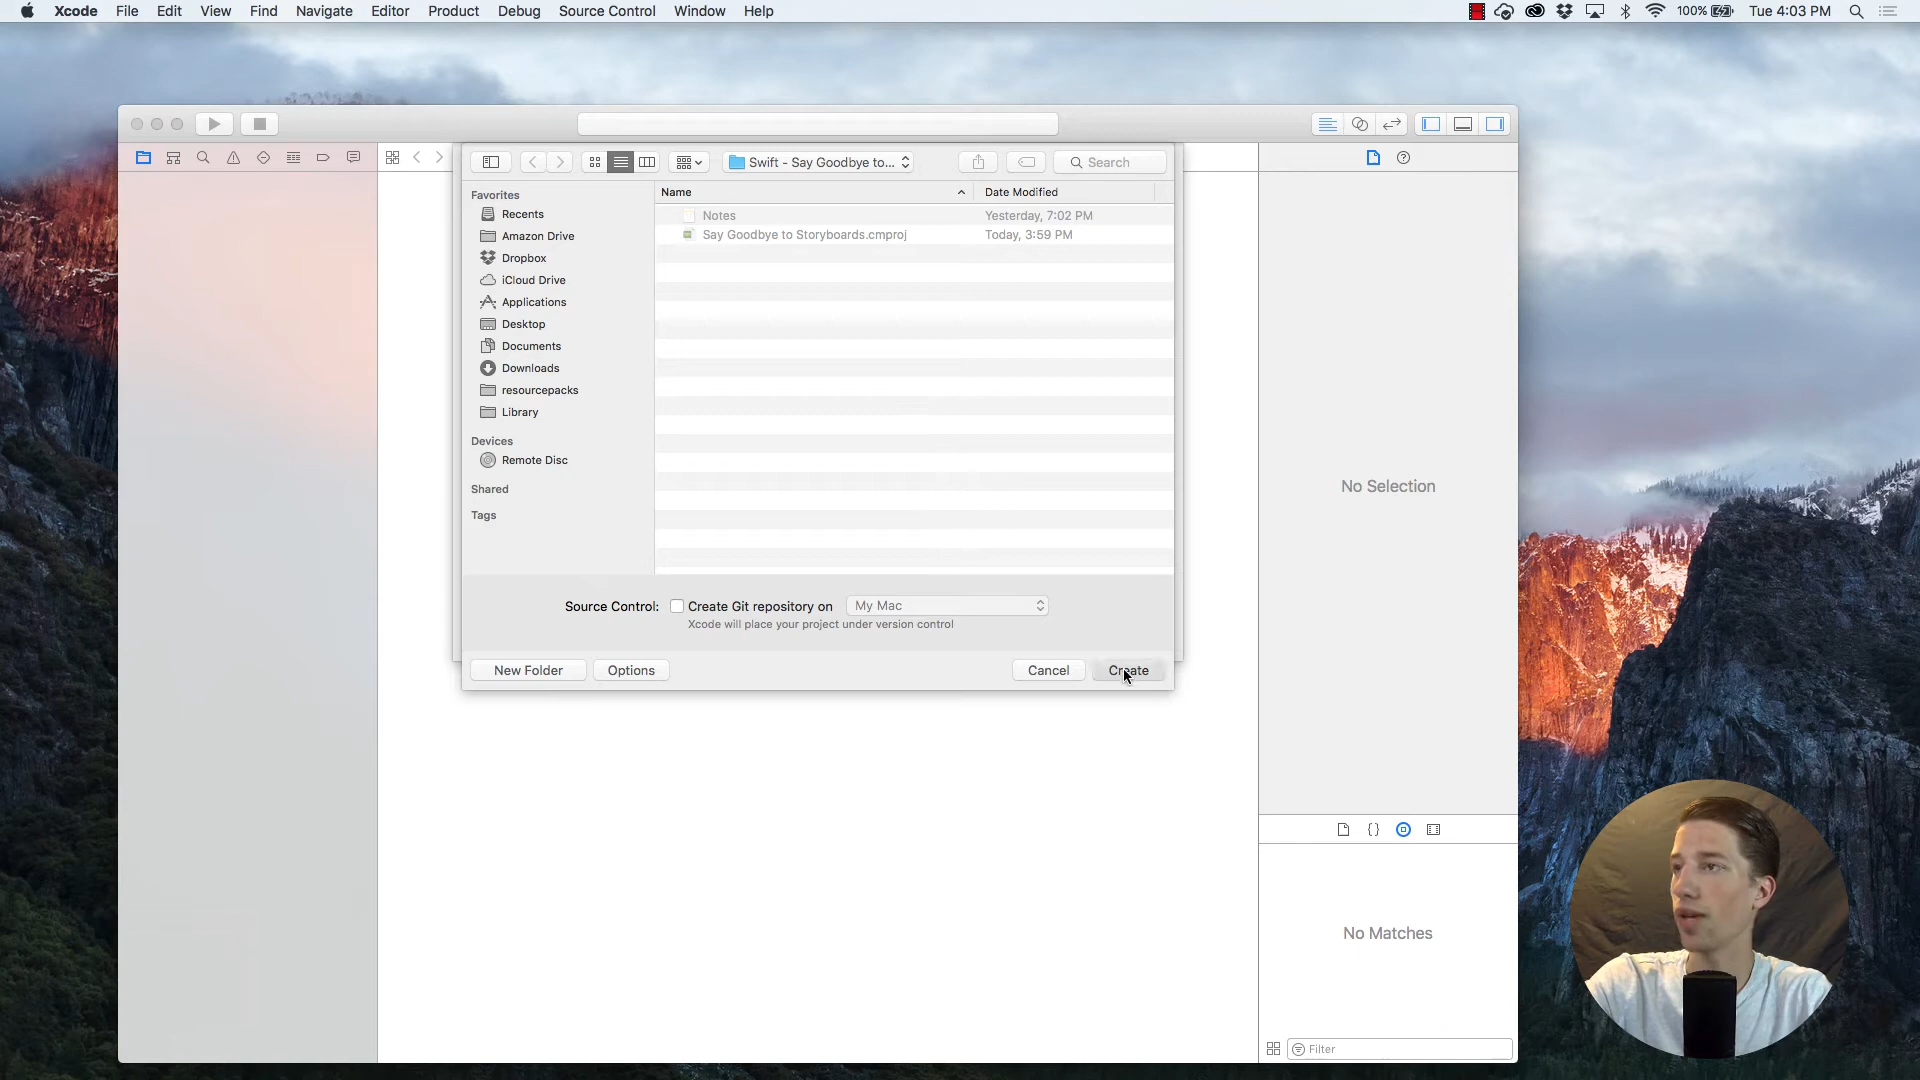 Xcode File Edit View Find Navigate Editor Product Debug Source Control Window Help 100% Tue 4:03 PM
Swift - Say Goodbye to... Search
Favorites
Recents
Amazon Drive
Dropbox
iCloud Drive
Applications
Desktop
Documents
Downloads
resourcepacks
Library
Devices
Remote Disc
Shared
Tags
Name Date Modified
Notes Yesterday, 7:02 PM
Say Goodbye to Storyboards.cmproj Today, 3:59 PM
Source Control: Create Git repository on My Mac
Xcode will place your project under version control
New Folder Options Cancel Create
No Selection
No Matches
Filter